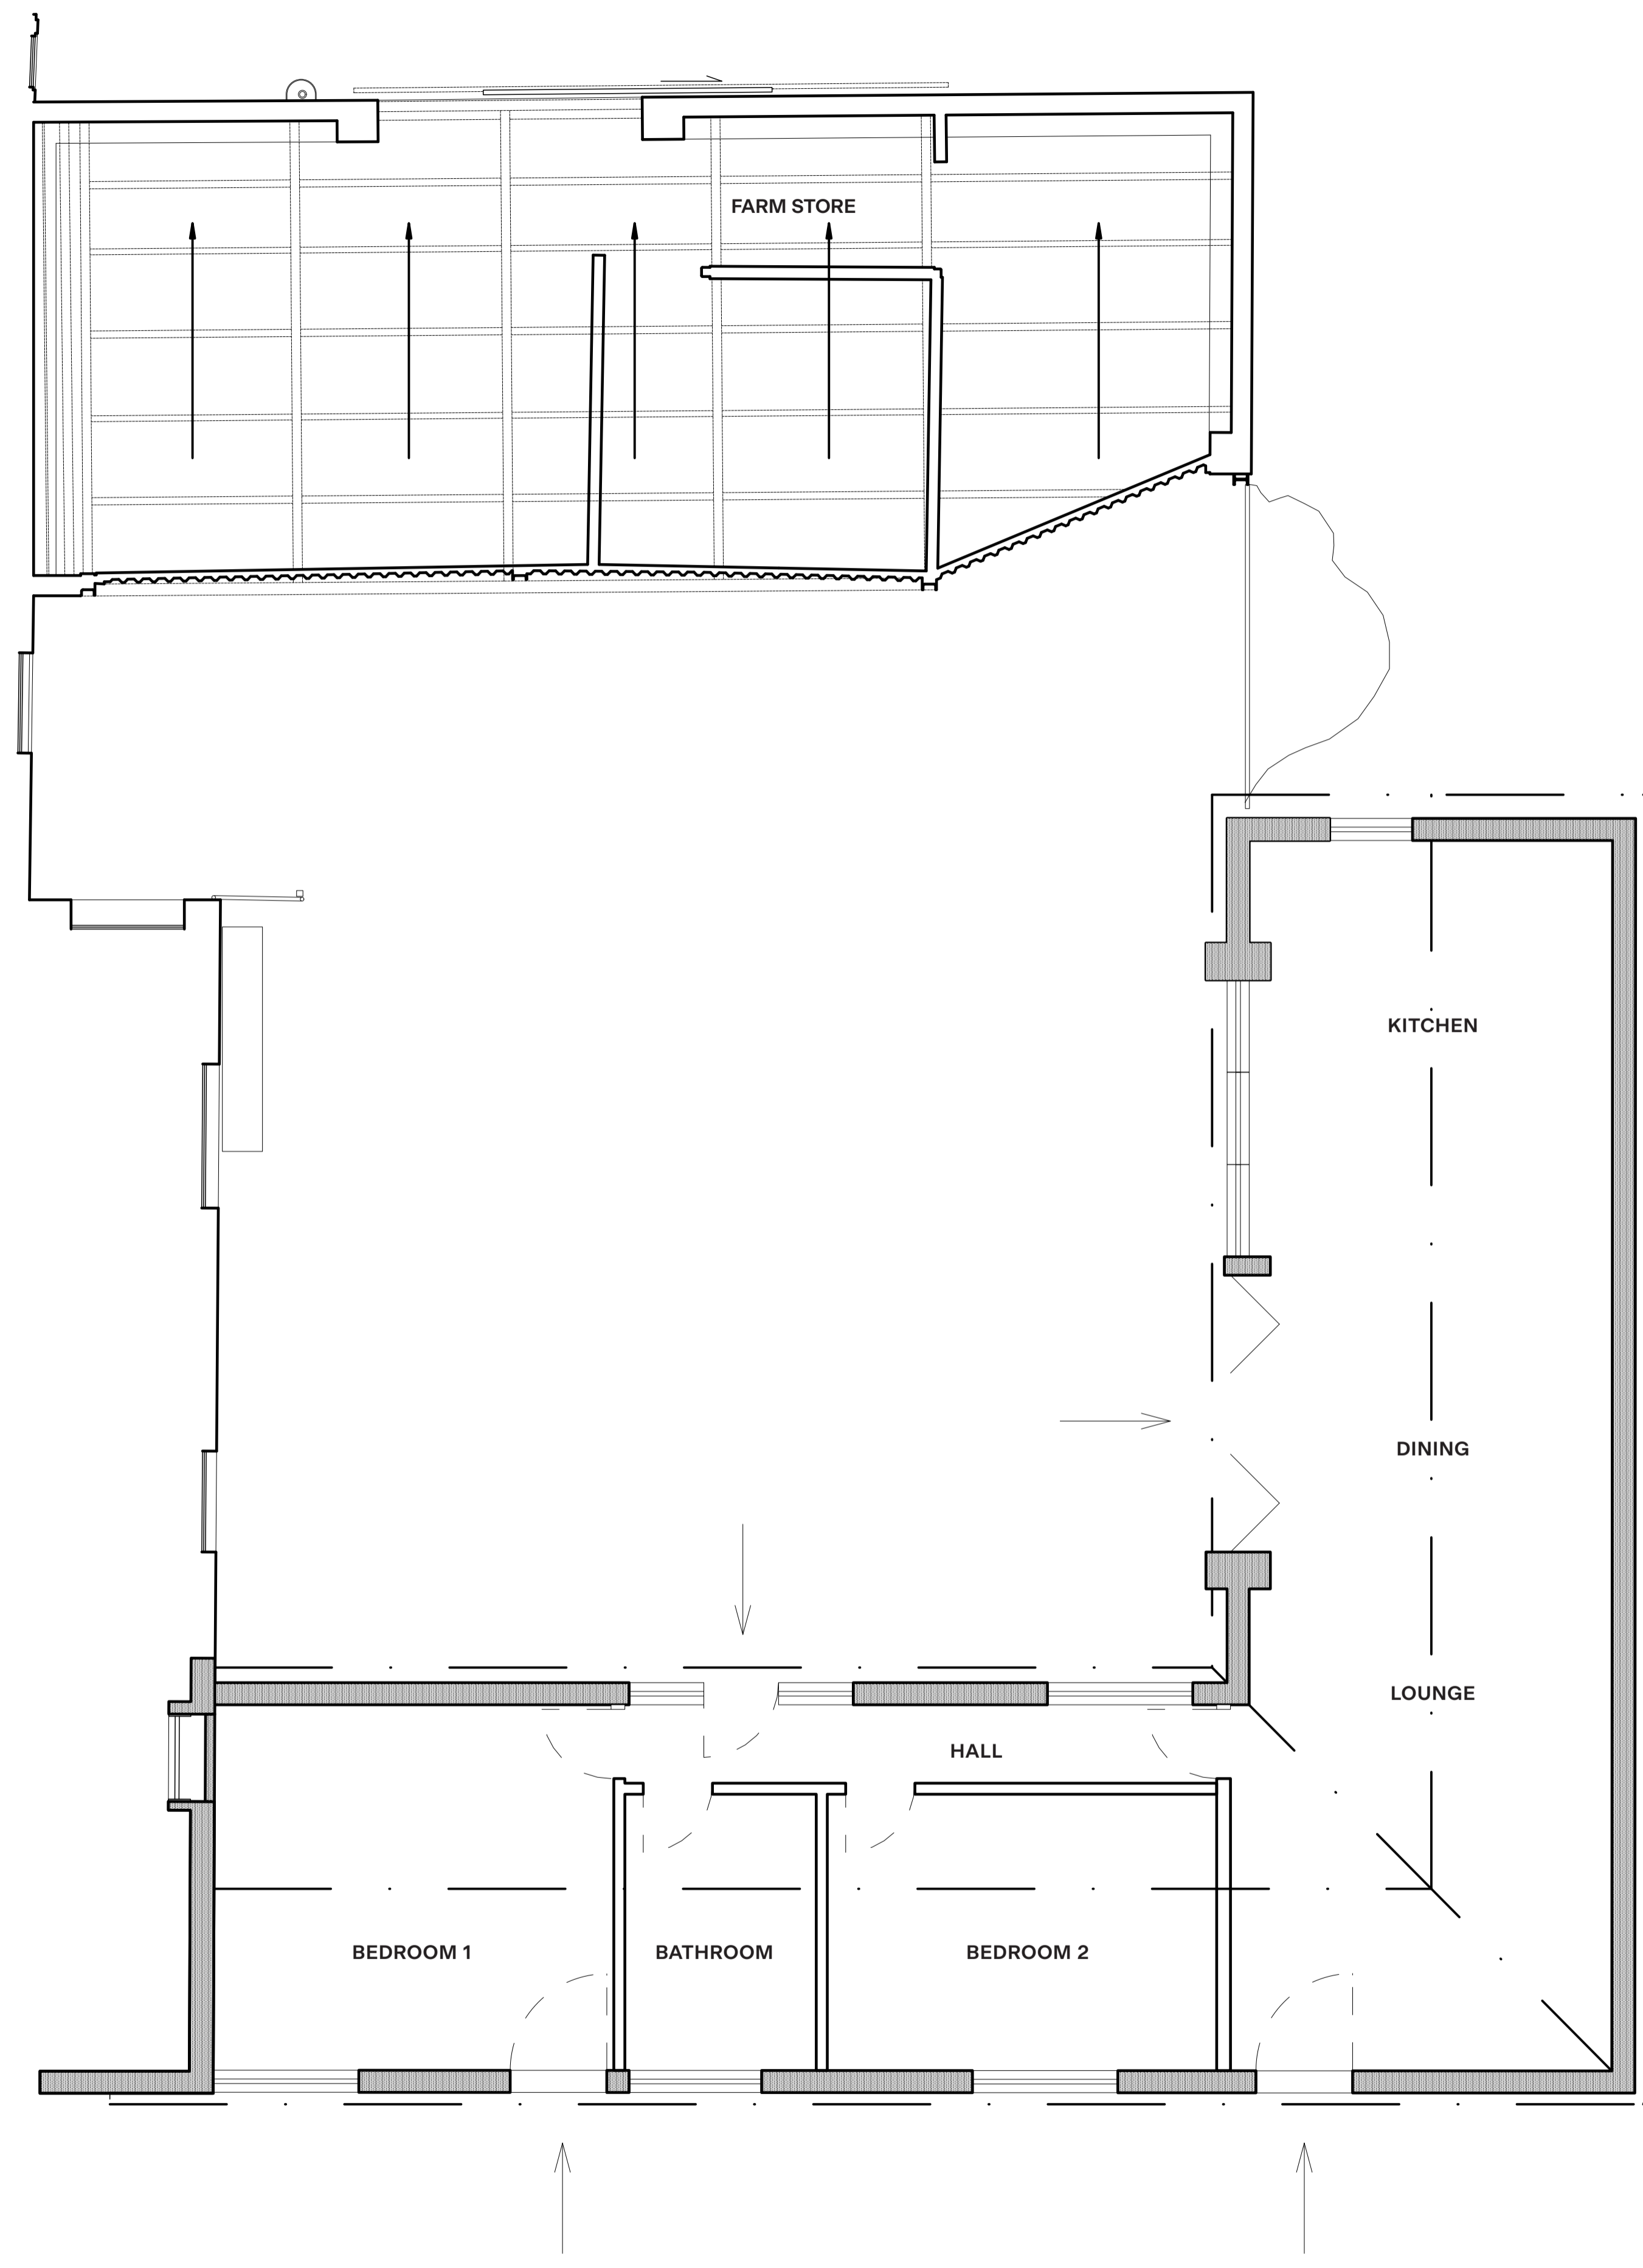 FARM STORE
KITCHEN
DINING
LOUNGE
HALL
BEDROOM 1
BATHROOM
BEDROOM 2